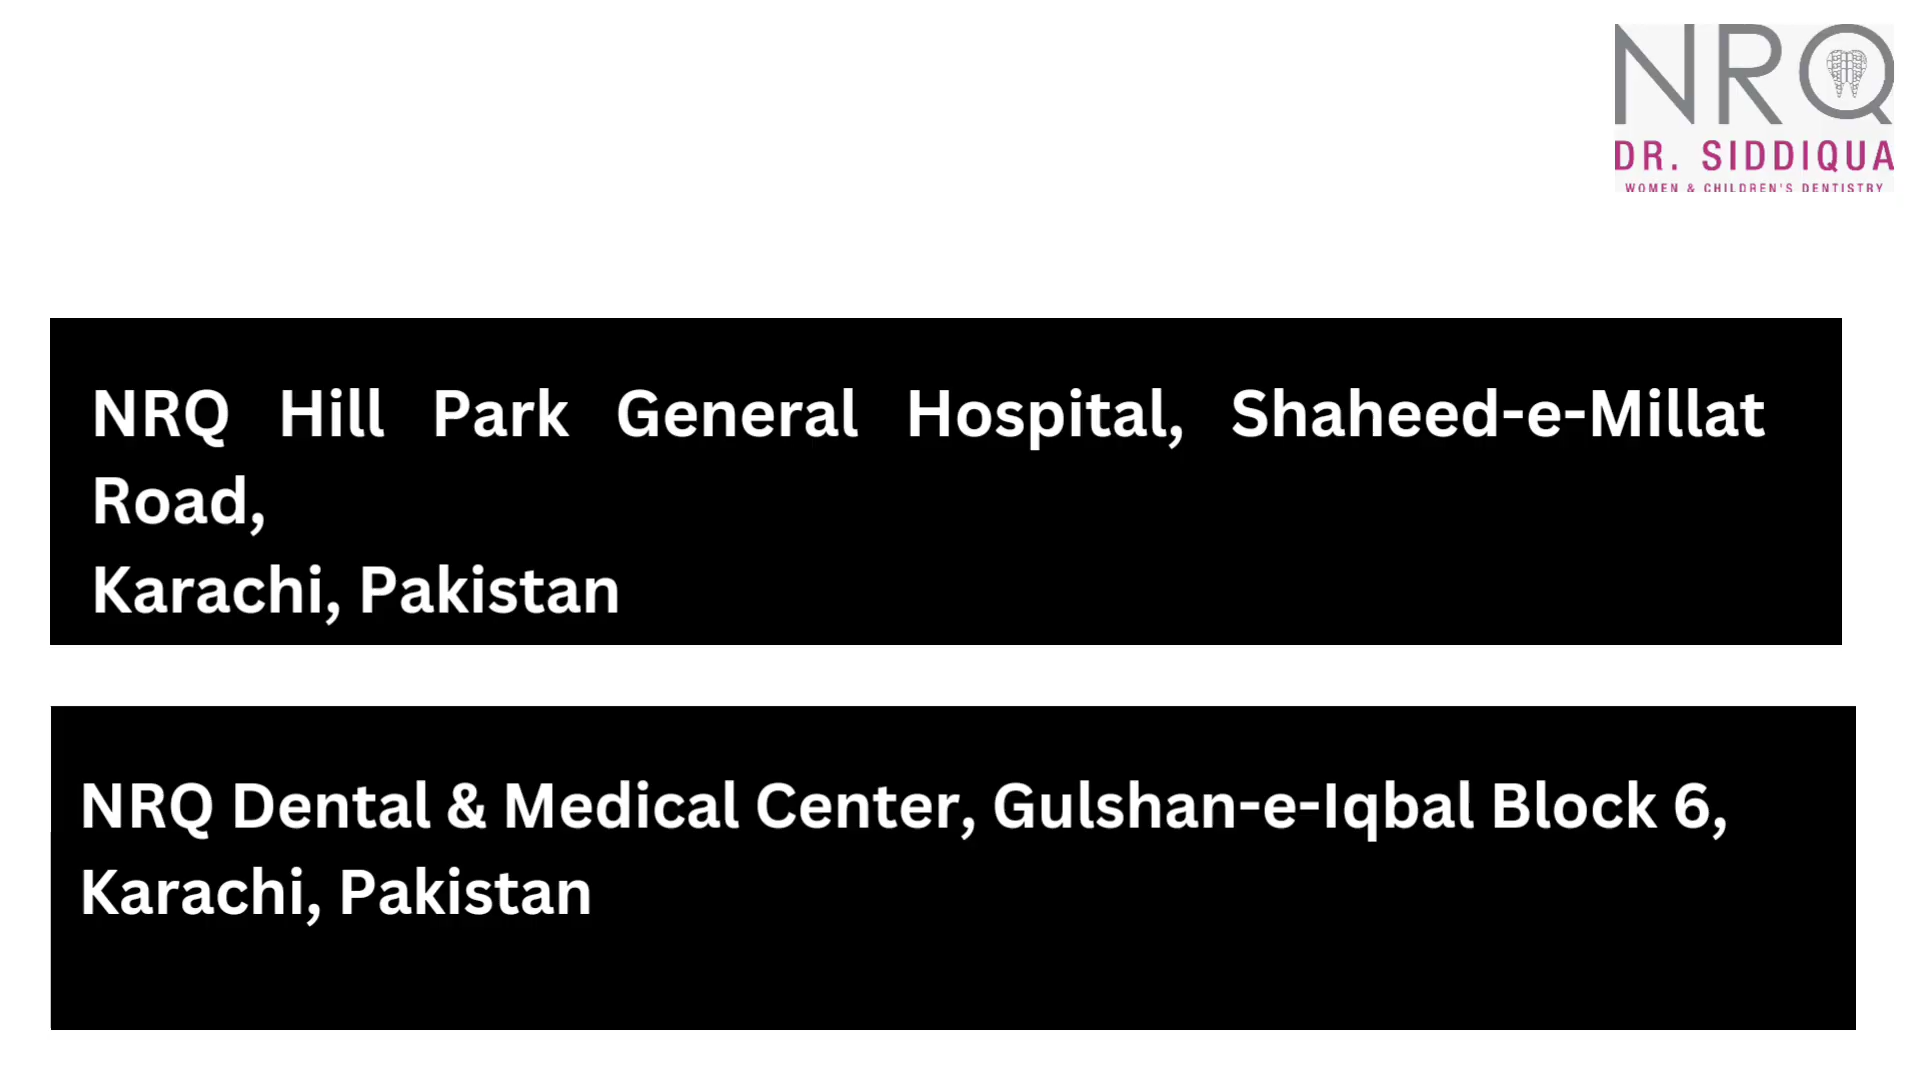 NRQ
DR. SIDDIQUA
WOMEN & CHILDREN'S DENTISTRY
NRQ Hill Park General Hospital, Shaheed-e-Millat
Road,
Karachi, Pakistan
NRQ Dental & Medical Center, Gulshan-e-Iqbal Block 6,
Karachi, Pakistan